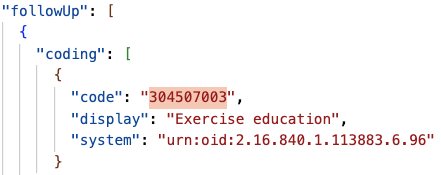 "followUp": [
{
"coding": [
{
"code": "304507003",
"display": "Exercise education",
"system": "urn:oid:2.16.840.1.113883.6.96"
}